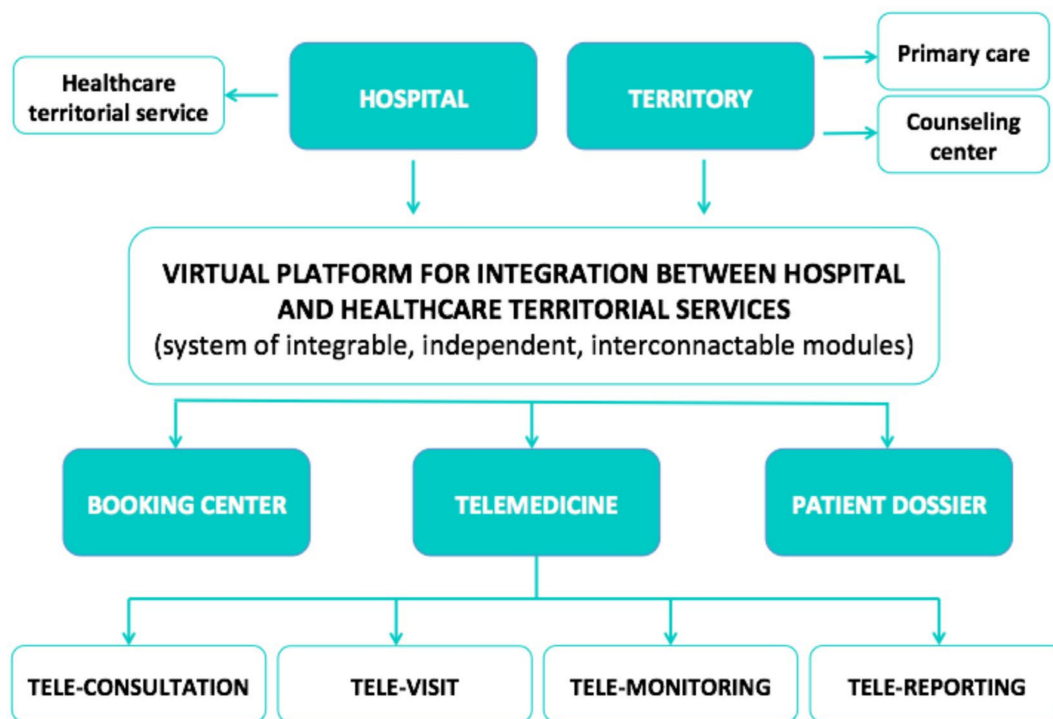 Primary care
Healthcare
territorial service
HOSPITAL
TERRITORY
Counseling
center
VIRTUAL PLATFORM FOR INTEGRATION BETWEEN HOSPITAL
AND HEALTHCARE TERRITORIAL SERVICES
(system of integrable, independent, interconnactable modules)
BOOKING CENTER
TELEMEDICINE
PATIENT DOSSIER
TELE-CONSULTATION
TELE-VISIT
TELE-MONITORING
TELE-REPORTING